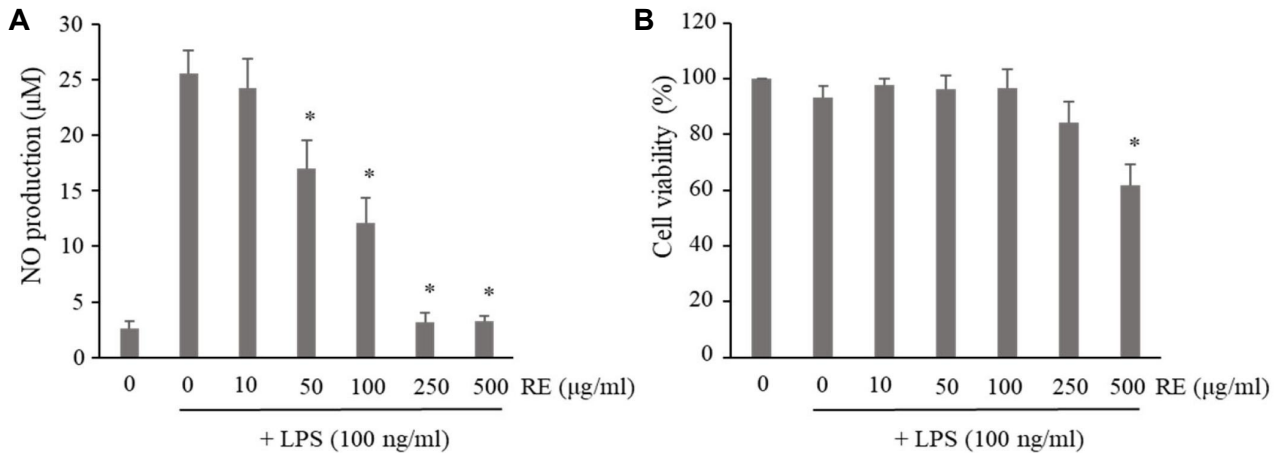 A
NO production (μM)
30
25
20
15
10
5
0
*
*
*
*
0 0 10 50 100 250 500 RE (μg/ml)
+ LPS (100 ng/ml)
B
Cell viability (%)
120
100
80
60
40
20
0
*
0 0 10 50 100 250 500 RE (μg/ml)
+ LPS (100 ng/ml)